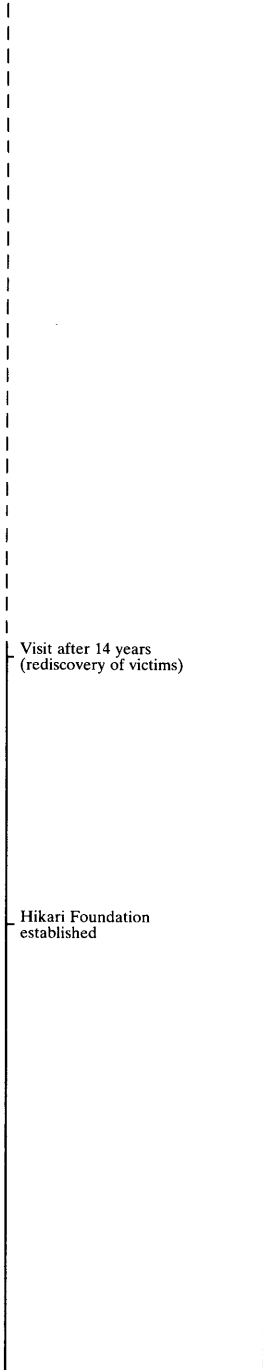 Visit after 14 years
(rediscovery of victims)
Hikari Foundation
established